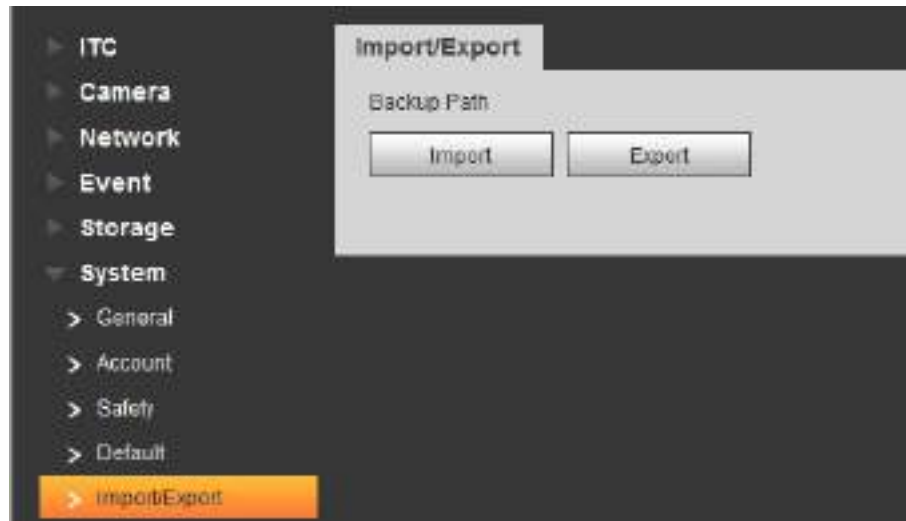 ITC
Camera
Network
Event
Storage
System
General
Account
Safety
Default
Import/Export
Import/Export
Backup Path
Import
Export